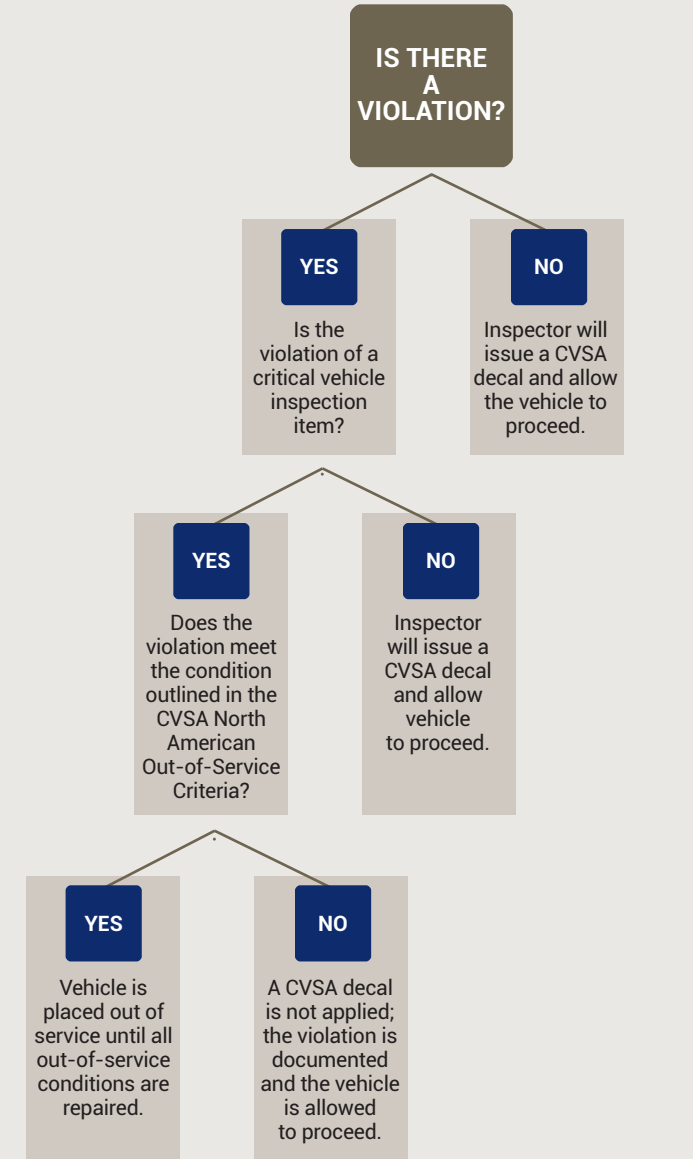 IS THERE
A
VIOLATION?
YES
Is the
violation of a
critical vehicle
inspection
item?
NO
Inspector will
issue a CVSA
decal and allow
the vehicle to
proceed.
YES
Does the
violation meet
the condition
outlined in the
CVSA North
American
Out-of-Service
Criteria?
NO
Inspector
will issue a
CVSA decal
and allow
vehicle
to proceed.
YES
Vehicle is
placed out of
service until all
out-of-service
conditions are
repaired.
NO
A CVSA decal
is not applied;
the violation is
documented
and the vehicle
is allowed
to proceed.